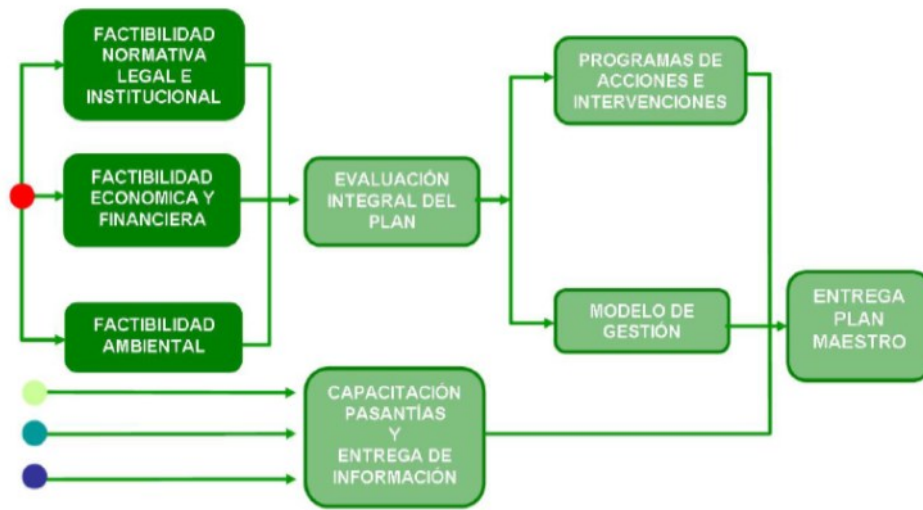 FACTIBILIDAD
NORMATIVA
LEGAL E
INSTITUCIONAL
FACTIBILIDAD
ECONOMICA Y
FINANCIERA
FACTIBILIDAD
AMBIENTAL
EVALUACIÓN
INTEGRAL DEL
PLAN
CAPACITACIÓN
PASANTÍAS
Y
ENTREGA DE
INFORMACIÓN
PROGRAMAS DE
ACCIONES E
INTERVENCIONES
MODELO DE
GESTIÓN
ENTREGA
PLAN
MAESTRO